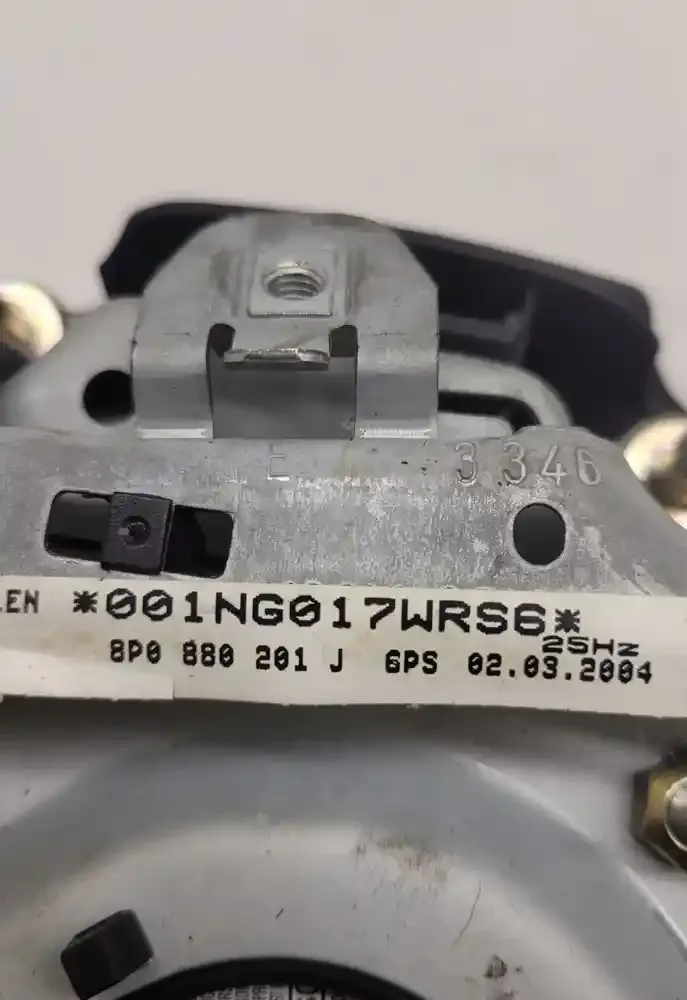 E 3346
LEN *001NG017WRS6*
25Hz
8P0 880 201 J 6PS 02.03.2004